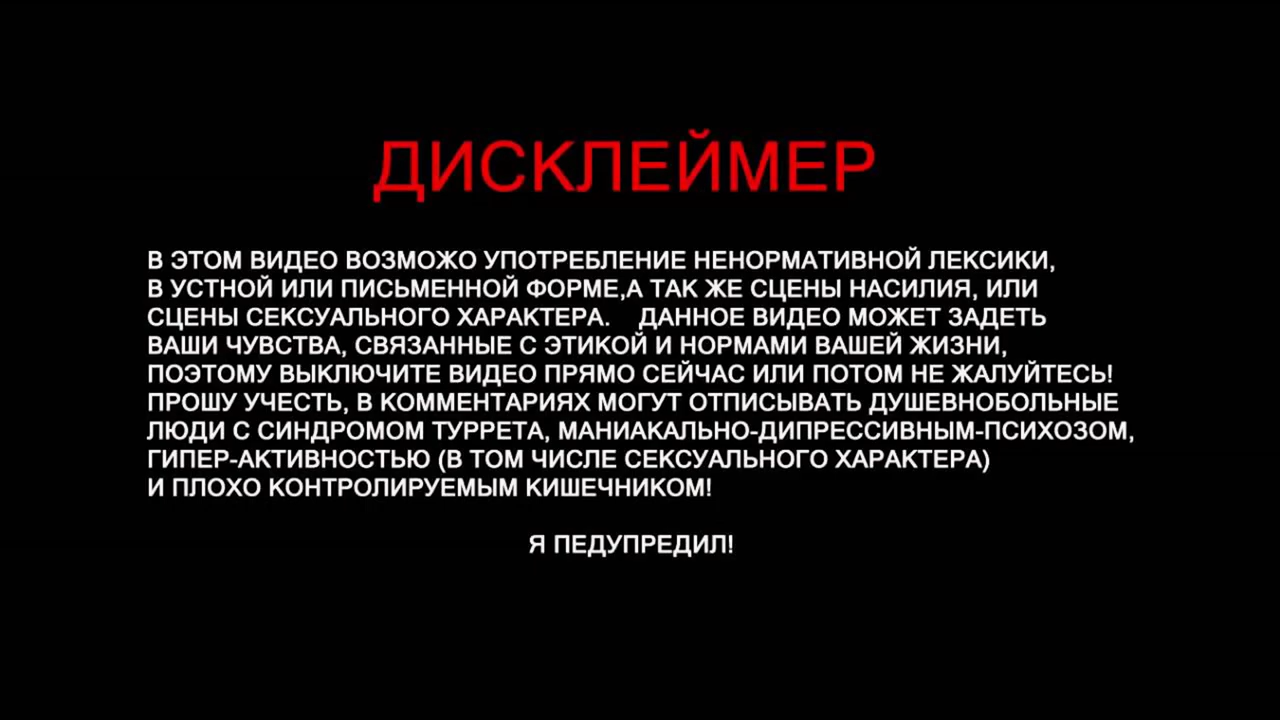 ДИСКЛЕЙМЕР
В ЭТОМ ВИДЕО ВОЗМОЖО УПОТРЕБЛЕНИЕ НЕНОРМАТИВНОЙ ЛЕКСИКИ,
В УСТНОЙ ИЛИ ПИСЬМЕННОЙ ФОРМЕ,А ТАК ЖЕ СЦЕНЫ НАСИЛИЯ, ИЛИ
СЦЕНЫ СЕКСУАЛЬНОГО ХАРАКТЕРА. ДАННОЕ ВИДЕО МОЖЕТ ЗАДЕТЬ
ВАШИ ЧУВСТВА, СВЯЗАННЫЕ С ЭТИКОЙ И НОРМАМИ ВАШЕЙ ЖИЗНИ,
ПОЭТОМУ ВЫКЛЮЧИТЕ ВИДЕО ПРЯМО СЕЙЧАС ИЛИ ПОТОМ НЕ ЖАЛУЙТЕСЬ!
ПРОШУ УЧЕСТЬ, В КОММЕНТАРИЯХ МОГУТ ОТПИСЫВАТЬ ДУШЕВНОБОЛЬНЫЕ
ЛЮДИ С СИНДРОМОМ ТУРРЕТА, МАНИАКАЛЬНО-ДИПРЕССИВНЫМ-ПСИХОЗОМ,
ГИПЕР-АКТИВНОСТЬЮ (В ТОМ ЧИСЛЕ СЕКСУАЛЬНОГО ХАРАКТЕРА)
И ПЛОХО КОНТРОЛИРУЕМЫМ КИШЕЧНИКОМ!
Я ПЕДУПРЕДИЛ!